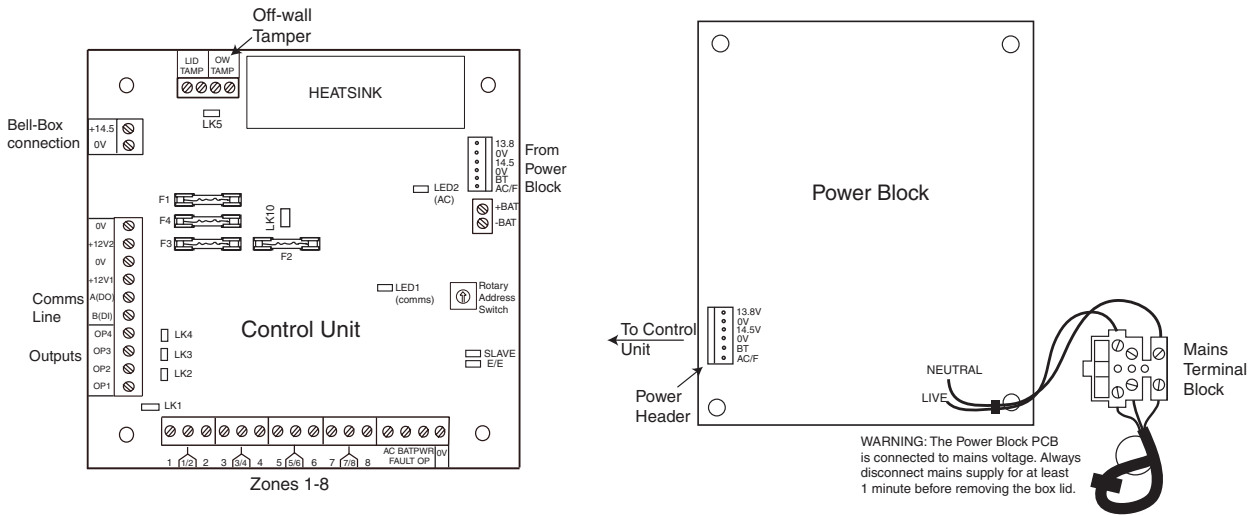 Off-wall
Tamper
LID
TAMP
OW
TAMP
HEATSINK
LK5
Bell-Box
connection
+14.5
0V
13.8
0V
14.5
0V
BT
AC/F
From
Power
Block
LED2
(AC)
+BAT
-BAT
F1
F4
F3
LK10
F2
0V
+12V2
0V
+12V1
A(DO)
B(DI)
OP4
OP3
OP2
OP1
Comms
Line
Outputs
LED1
(comms)
Rotary
Address
Switch
Control Unit
LK4
LK3
LK2
LK1
SLAVE
E/E
1 1/2 2 3 3/4 4 5 5/6 6 7 7/8 8
AC BATPWR 0V
FAULT OP
Zones 1-8
Power Block
13.8V
0V
14.5V
0V
BT
AC/F
To Control
Unit
Power
Header
NEUTRAL
LIVE
Mains
Terminal
Block
WARNING: The Power Block PCB
is connected to mains voltage. Always
disconnect mains supply for at least
1 minute before removing the box lid.